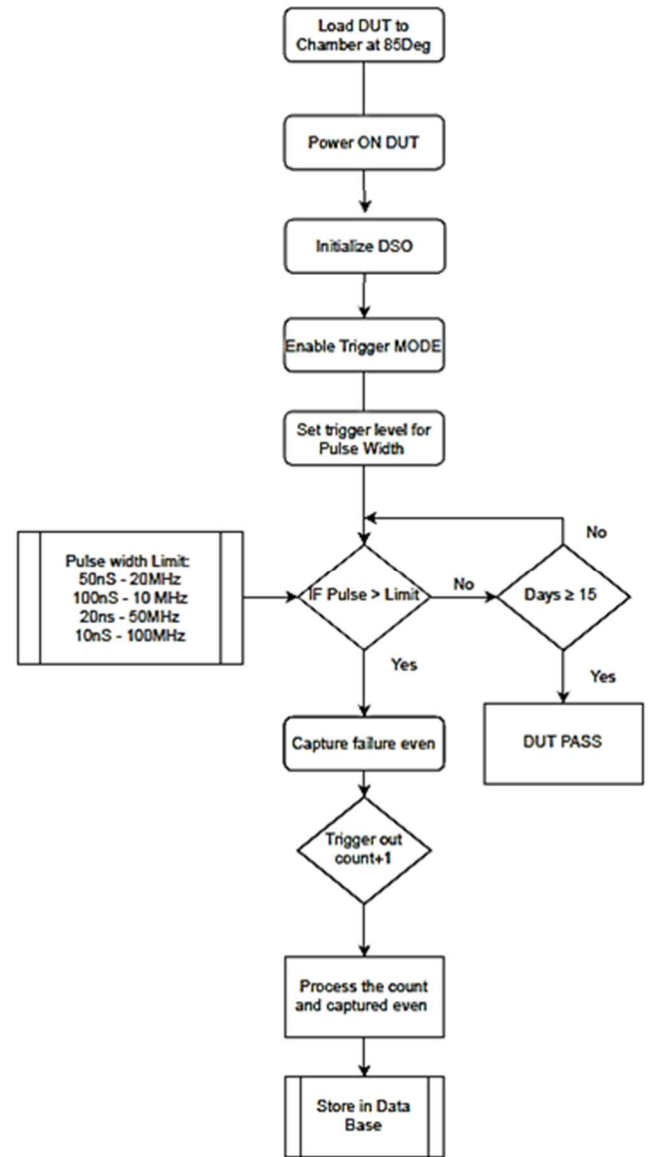 Load DUT to
Chamber at 85Deg
Power ON DUT
Initialize DSO
Enable Trigger MODE
Set trigger level for
Pulse Width
No
Pulse width Limit:
50nS - 20MHz
100nS - 10 MHz
20ns - 50MHz
10nS - 100MHz
IF Pulse > Limit
No
Days ≥ 15
Yes
Yes
Capture failure even
DUT PASS
Trigger out
count+1
Process the count
and captured even
Store in Data
Base